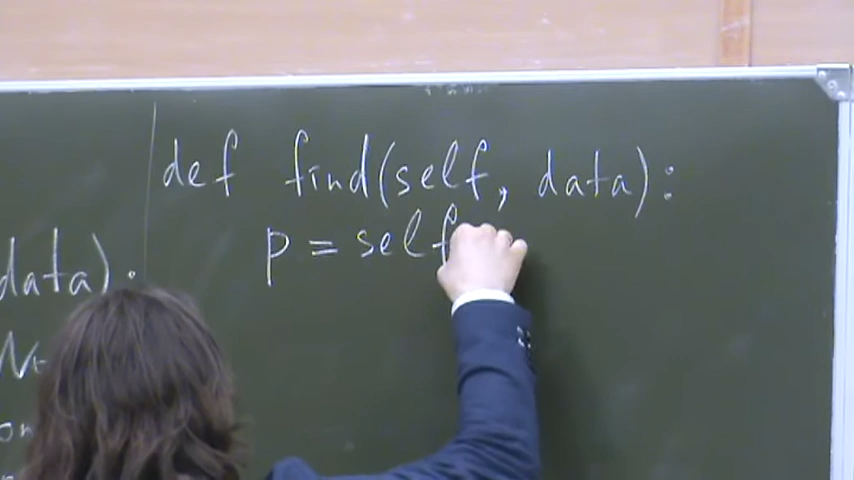 def find(self, data):
p = self
data):